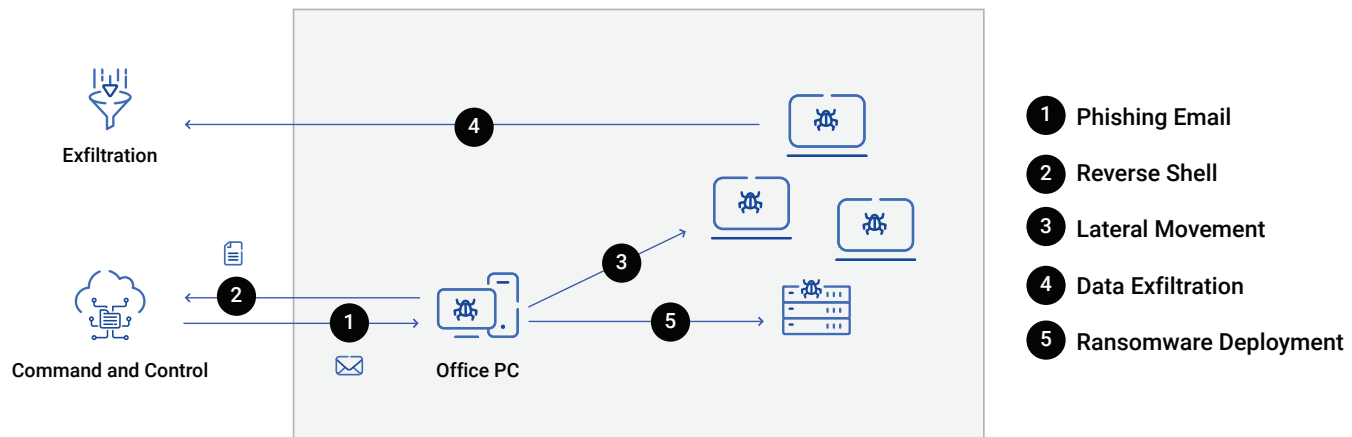 4
Exfiltration
3
2
1
5
Command and Control
Office PC
1 Phishing Email
2 Reverse Shell
3 Lateral Movement
4 Data Exfiltration
5 Ransomware Deployment